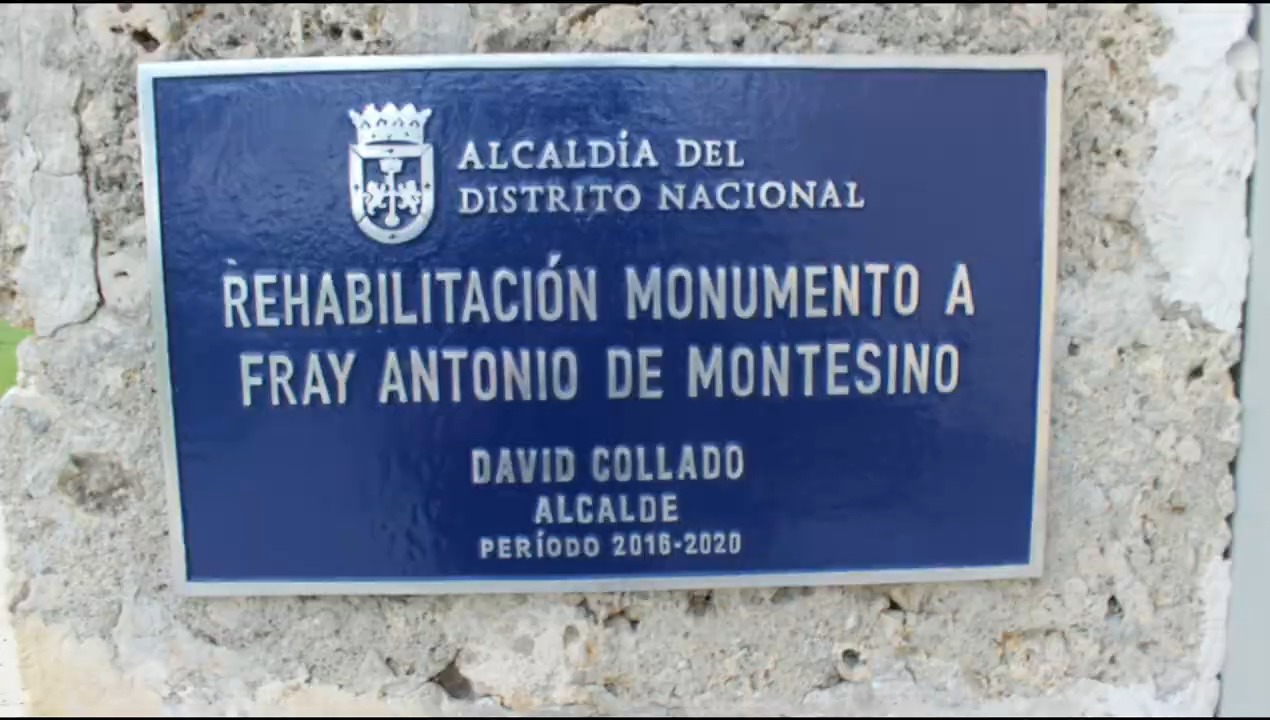 ALCALDÍA DEL
DISTRITO NACIONAL
REHABILITACIÓN MONUMENTO A
FRAY ANTONIO DE MONTESINO
DAVID COLLADO
ALCALDE
PERÍODO 2016-2020